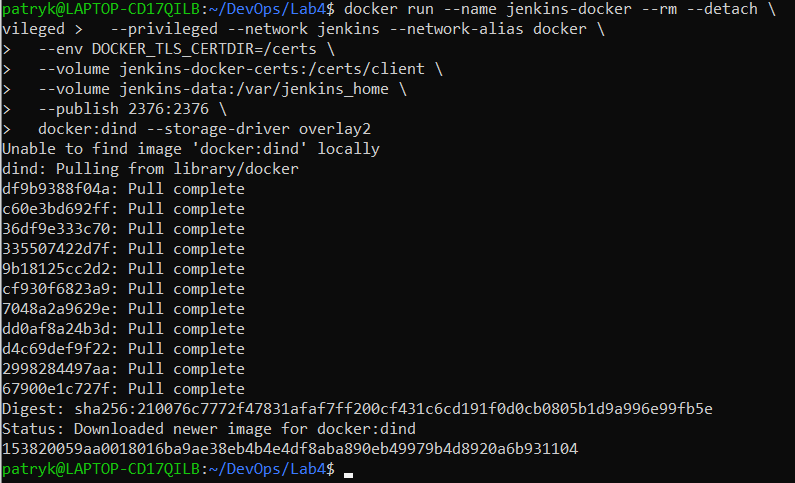 patryk@LAPTOP-CD17QILB:~/DevOps/Lab4$ docker run --name jenkins-docker --rm --detach \
vileged >   --privileged --network jenkins --network-alias docker \
>   --env DOCKER_TLS_CERTDIR=/certs \
>   --volume jenkins-docker-certs:/certs/client \
>   --volume jenkins-data:/var/jenkins_home \
>   --publish 2376:2376 \
>   docker:dind --storage-driver overlay2
Unable to find image 'docker:dind' locally
dind: Pulling from library/docker
df9b9388f04a: Pull complete
c60e3bd692ff: Pull complete
36df9e333c70: Pull complete
335507422d7f: Pull complete
9b18125cc2d2: Pull complete
cf930f6823a9: Pull complete
7048a2a9629e: Pull complete
dd0af8a24b3d: Pull complete
d4c69def9f22: Pull complete
2998284497aa: Pull complete
67900e1c727f: Pull complete
Digest: sha256:210076c7772f47831afaf7ff200cf431c6cd191f0d0cb0805b1d9a996e99fb5e
Status: Downloaded newer image for docker:dind
153820059aa0018016ba9ae38eb4b4e4df8aba890eb49979b4d8920a6b931104
patryk@LAPTOP-CD17QILB:~/DevOps/Lab4$